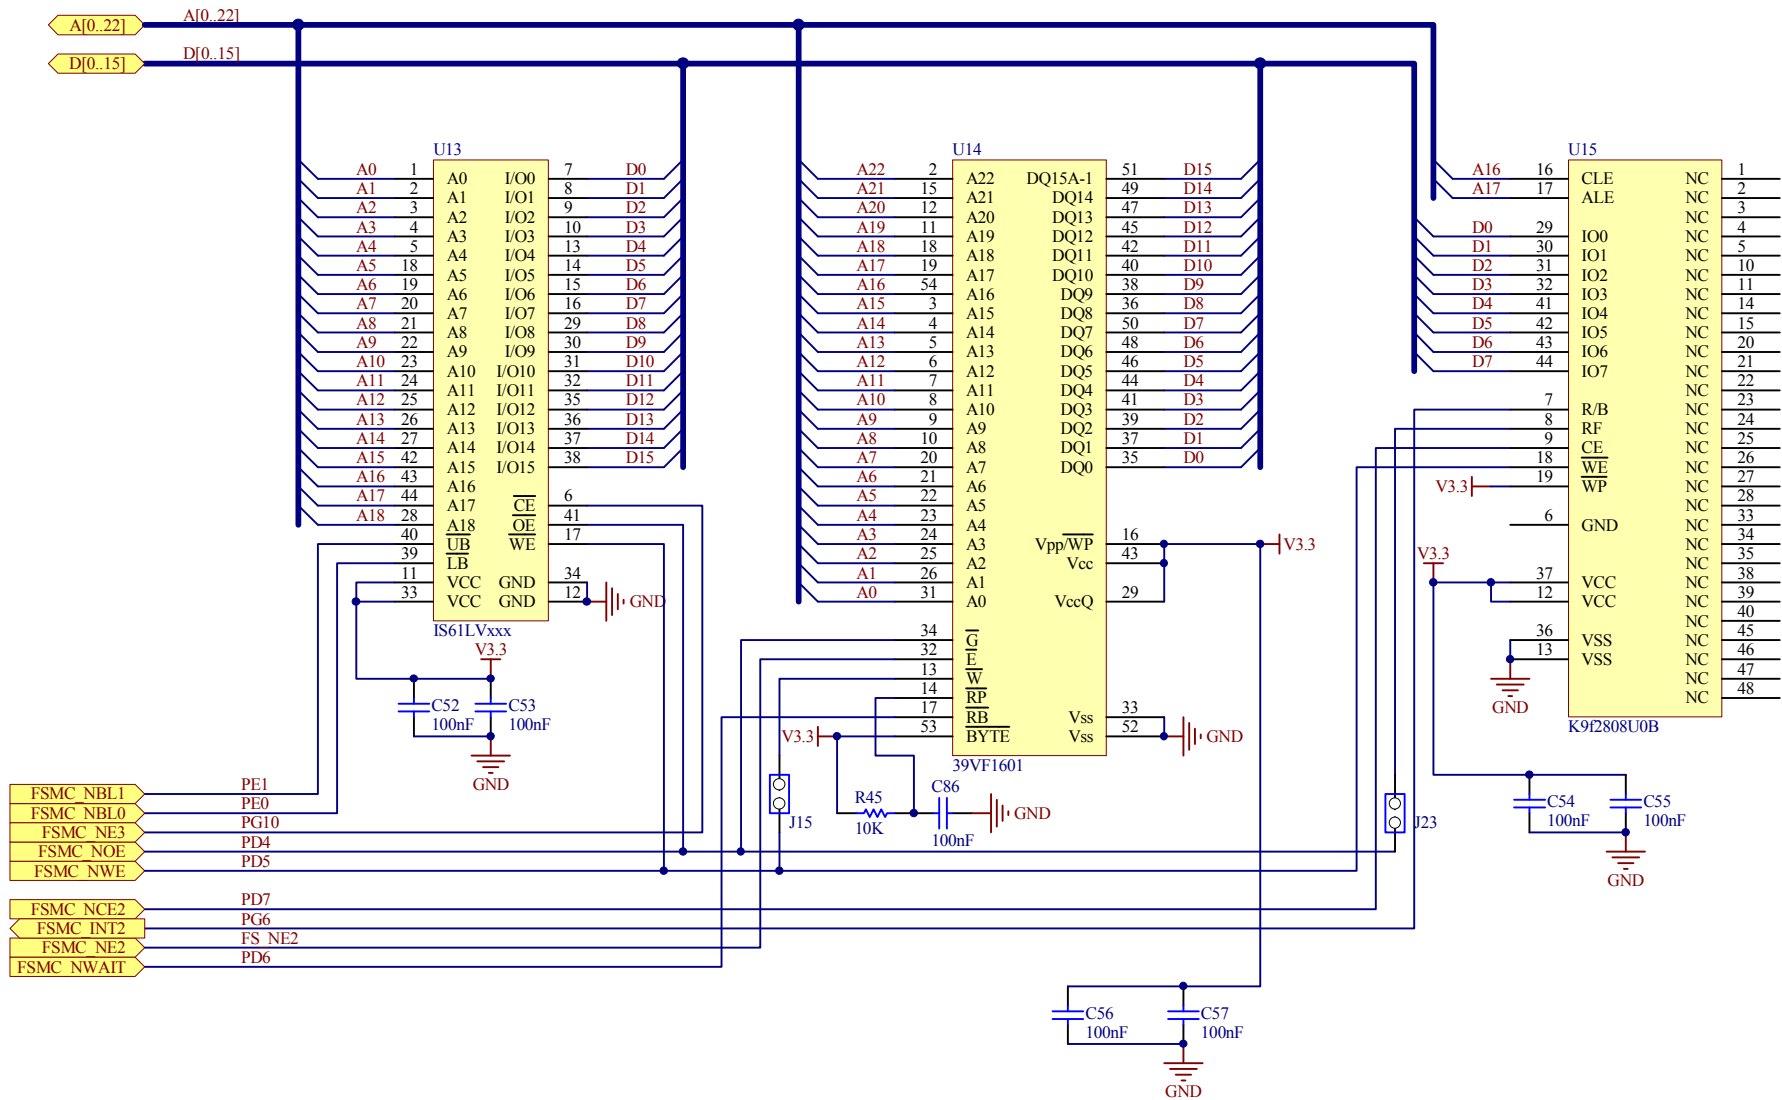 A[0..22] A[0..22]
D[0..15] D[0..15]
U13
A0 1 A0 I/O0 7 D0
A1 2 A1 I/O1 8 D1
A2 3 A2 I/O2 9 D2
A3 4 A3 I/O3 10 D3
A4 5 A4 I/O4 13 D4
A5 18 A5 I/O5 14 D5
A6 19 A6 I/O6 15 D6
A7 20 A7 I/O7 16 D7
A8 21 A8 I/O8 29 D8
A9 22 A9 I/O9 30 D9
A10 23 A10 I/O10 31 D10
A11 24 A11 I/O11 32 D11
A12 25 A12 I/O12 35 D12
A13 26 A13 I/O13 36 D13
A14 27 A14 I/O14 37 D14
A15 42 A15 I/O15 38 D15
A16 43 A16
A17 44 A17 CE 6
A18 28 A18 OE 41
40 UB WE 17
39 LB
11 VCC GND 34
33 VCC GND 12 GND
IS61LVxxx
V3.3
C52 C53
100nF 100nF
GND
U14
A22 2 A22 DQ15A-1 51 D15
A21 15 A21 DQ14 49 D14
A20 12 A20 DQ13 47 D13
A19 11 A19 DQ12 45 D12
A18 18 A18 DQ11 42 D11
A17 19 A17 DQ10 40 D10
A16 54 A16 DQ9 38 D9
A15 3 A15 DQ8 36 D8
A14 4 A14 DQ7 50 D7
A13 5 A13 DQ6 48 D6
A12 6 A12 DQ5 46 D5
A11 7 A11 DQ4 44 D4
A10 8 A10 DQ3 41 D3
A9 9 A9 DQ2 39 D2
A8 10 A8 DQ1 37 D1
A7 20 A7 DQ0 35 D0
A6 21 A6
A5 22 A5
A4 23 A4
A3 24 A3 Vpp/WP 16 V3.3
A2 25 A2 Vcc 43
A1 26 A1
A0 31 A0 VccQ 29
34 G
32 E
13 W
14 RP
17 RB Vss 33
V3.3 53 BYTE Vss 52 GND
39VF1601
J15
R45 C86 GND
10K 100nF
U15
A16 16 CLE NC 1
A17 17 ALE NC 2
NC 3
D0 29 IO0 NC 4
D1 30 IO1 NC 5
D2 31 IO2 NC 10
D3 32 IO3 NC 11
D4 41 IO4 NC 14
D5 42 IO5 NC 15
D6 43 IO6 NC 20
D7 44 IO7 NC 21
NC 22
7 R/B NC 23
8 RF NC 24
9 CE NC 25
18 WE NC 26
V3.3 19 WP NC 27
NC 28
6 GND NC 33
NC 34
V3.3 NC 35
37 VCC NC 38
12 VCC NC 39
NC 40
36 VSS NC 45
13 VSS NC 46
NC 47
GND NC 48
K9f2808U0B
J23
C54 C55
100nF 100nF
GND
FSMC_NBL1 PE1
FSMC_NBL0 PE0
FSMC_NE3 PG10
FSMC_NOE PD4
FSMC_NWE PD5
FSMC_NCE2 PD7
FSMC_INT2 PG6
FSMC_NE2 FS_NE2
FSMC_NWAIT PD6
C56 C57
100nF 100nF
GND